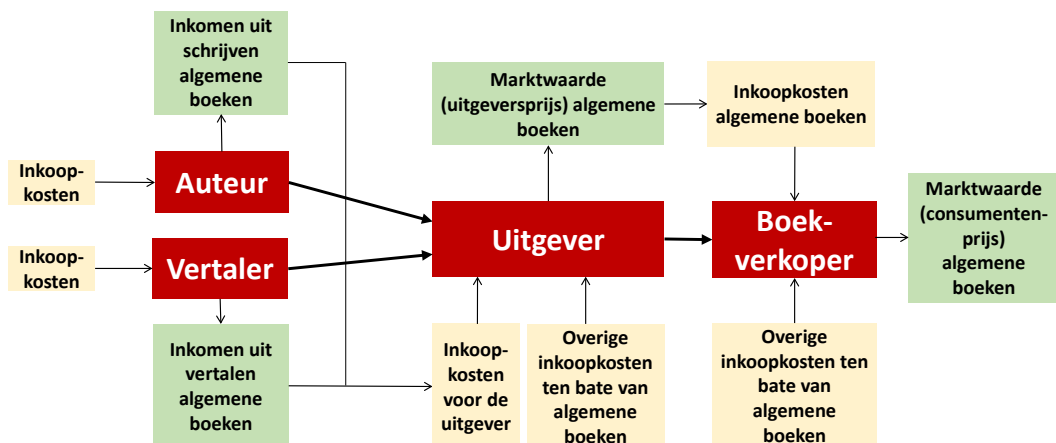 Inkomen uit
schrijven
algemene
boeken
Marktwaarde
(uitgeversprijs) algemene
boeken
Inkoopkosten
algemene boeken
Inkoop-
kosten
Auteur
Marktwaarde
(consumenten-
prijs)
algemene
boeken
Uitgever
Boek-
verkoper
Inkoop-
kosten
Vertaler
Inkomen uit
vertalen
algemene
boeken
Inkoop-
kosten
voor de
uitgever
Overige
inkoopkosten
ten bate van
algemene
boeken
Overige
inkoopkosten ten
bate van
algemene
boeken